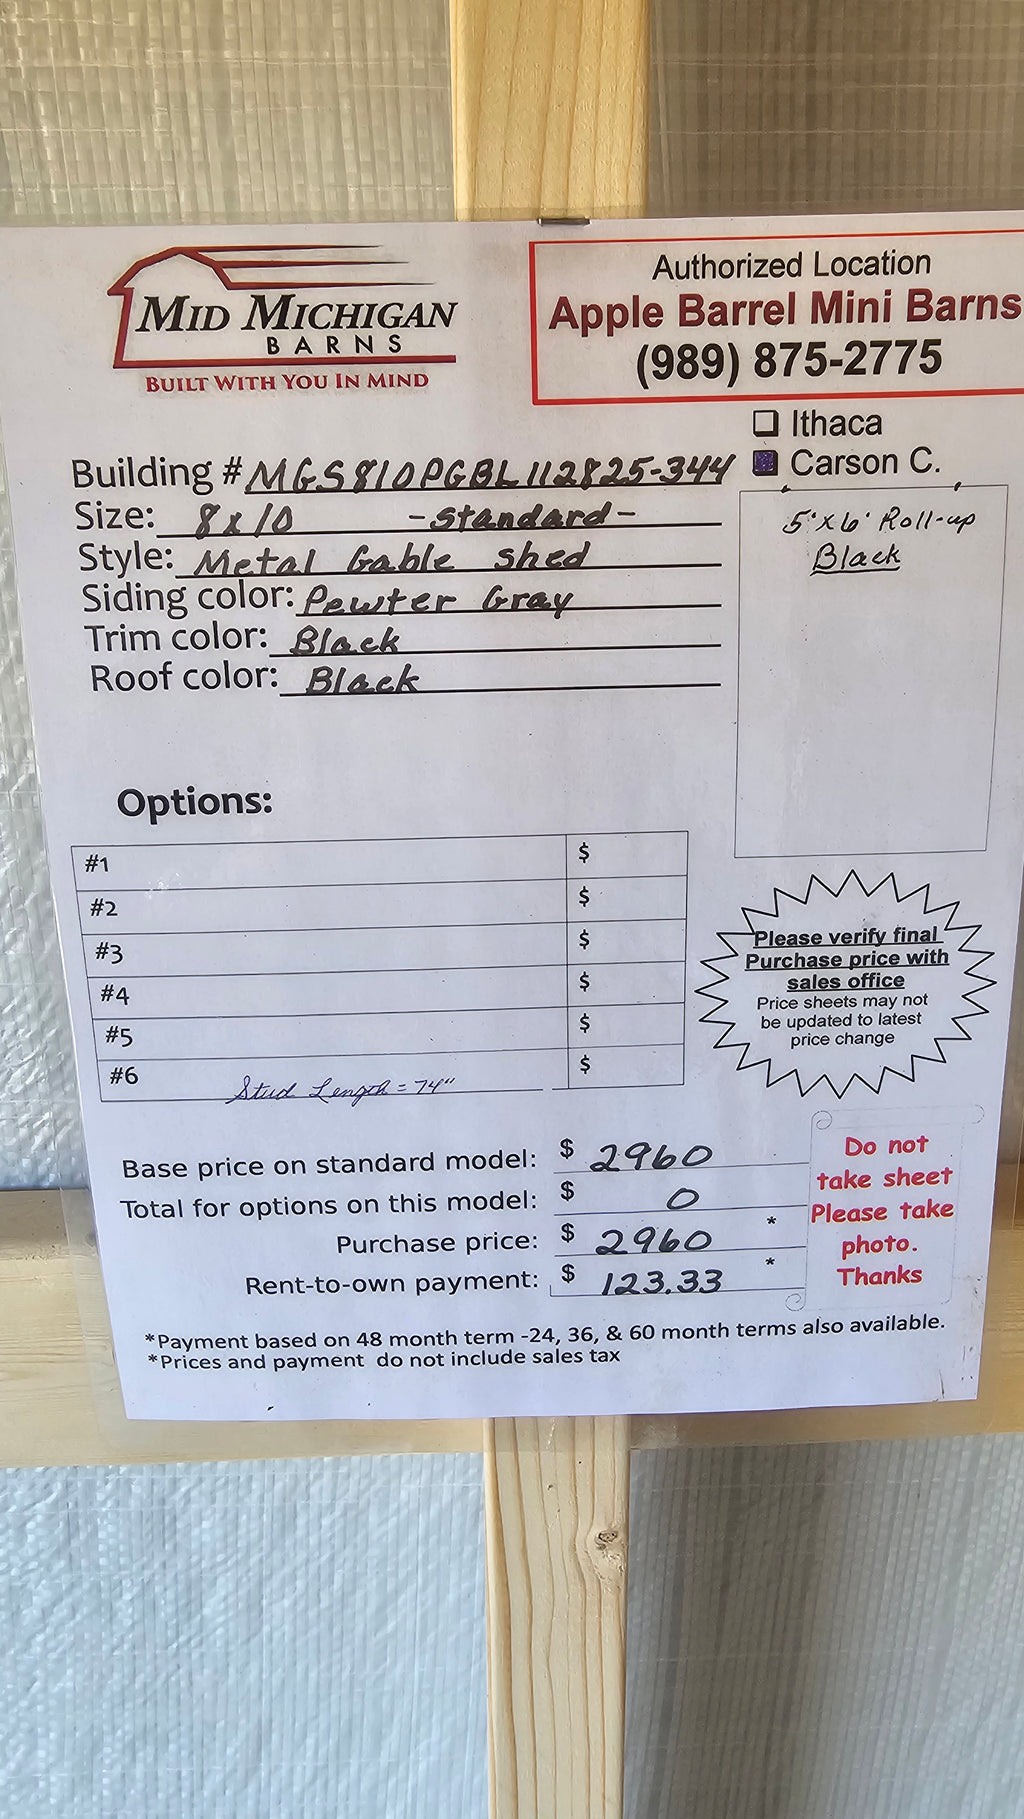 MID MICHIGAN
BARNS
BUILT WITH YOU IN MIND
Authorized Location
Apple Barrel Mini Barns
(989) 875-2775
Ithaca
Carson C.
Building # MGS810PGBL112825-344
Size: 8x10 -standard-
Style: Metal Gable shed
Siding color: Pewter Gray
Trim color: Black
Roof color: Black
5'x6' Roll-up
Black
Options:
#1 $
#2 $
#3 $
#4 $
#5 $
#6 $
Stud Length = 74"
Please verify final
Purchase price with
sales office
Price sheets may not
be updated to latest
price change
Base price on standard model: $ 2960
Total for options on this model: $ 0
Purchase price: $ 2960 *
Rent-to-own payment: $ 123.33 *
Do not
take sheet
Please take
photo.
Thanks
*Payment based on 48 month term -24, 36, & 60 month terms also available.
*Prices and payment do not include sales tax